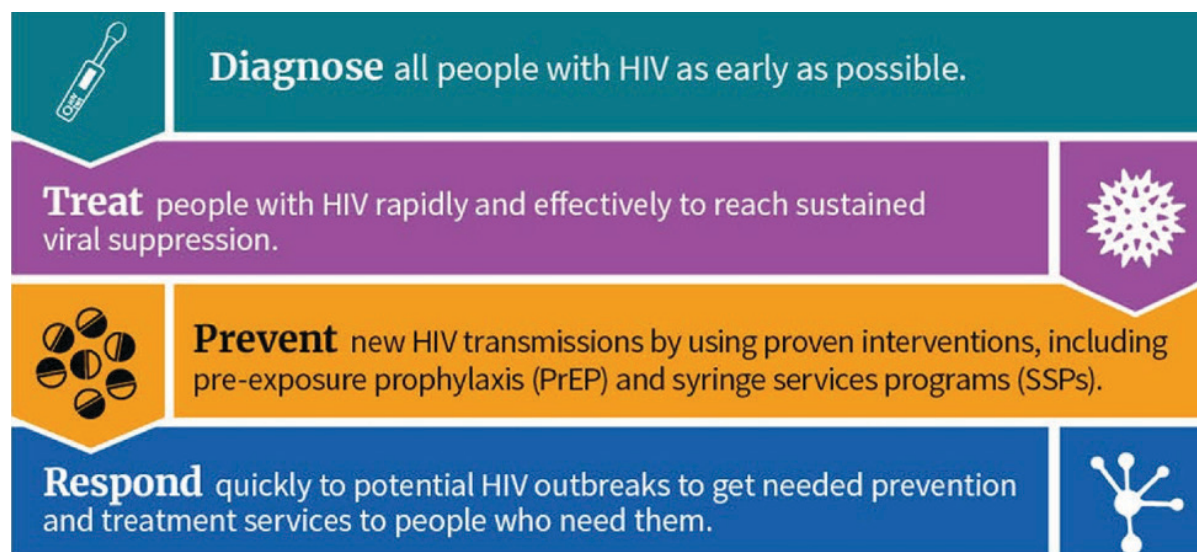 Diagnose all people with HIV as early as possible.
Treat people with HIV rapidly and effectively to reach sustained
viral suppression.
Prevent new HIV transmissions by using proven interventions, including
pre-exposure prophylaxis (PrEP) and syringe services programs (SSPs).
Respond quickly to potential HIV outbreaks to get needed prevention
and treatment services to people who need them.